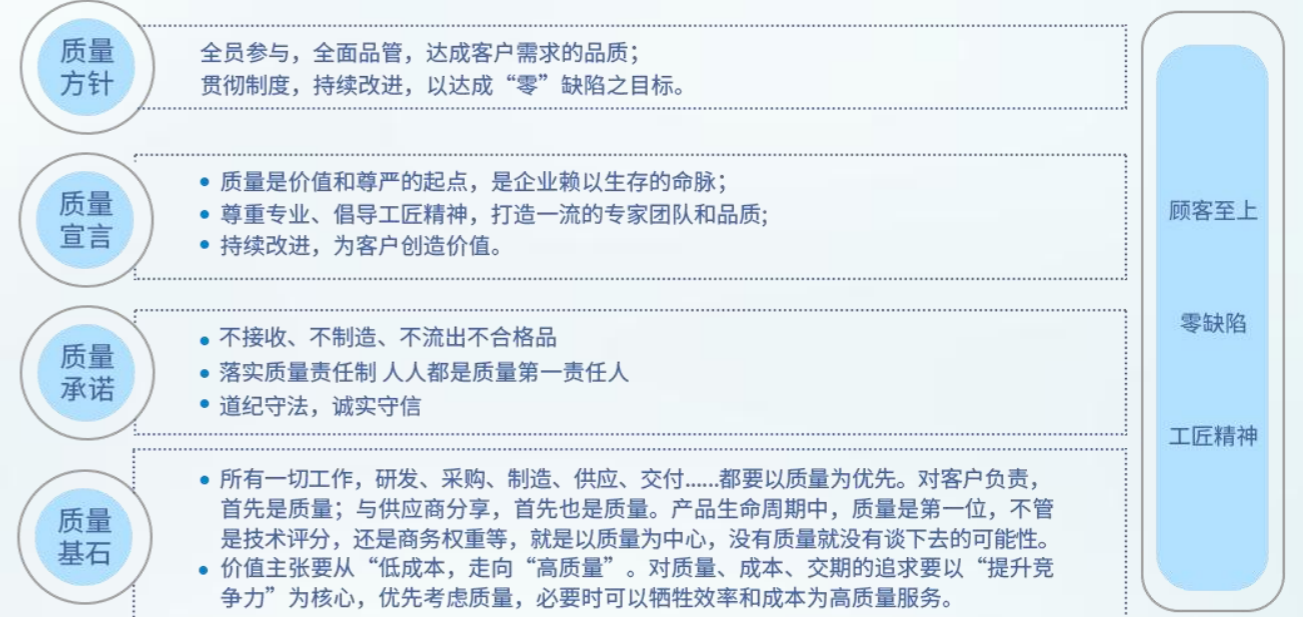 质量
方针
全员参与，全面品管，达成客户需求的品质；
贯彻制度，持续改进，以达成“零”缺陷之目标。
质量
宣言
质量是价值和尊严的起点，是企业赖以生存的命脉；
尊重专业、倡导工匠精神，打造一流的专家团队和品质;
持续改进，为客户创造价值。
质量
承诺
不接收、不制造、不流出不合格品
落实质量责任制 人人都是质量第一责任人
道纪守法，诚实守信
质量
基石
所有一切工作，研发、采购、制造、供应、交付......都要以质量为优先。对客户负责，
首先是质量；与供应商分享，首先也是质量。产品生命周期中，质量是第一位，不管
是技术评分，还是商务权重等，就是以质量为中心，没有质量就没有谈下去的可能性。
价值主张要从“低成本，走向“高质量”。对质量、成本、交期的追求要以“提升竞
争力”为核心，优先考虑质量，必要时可以牺牲效率和成本为高质量服务。
顾客至上
零缺陷
工匠精神